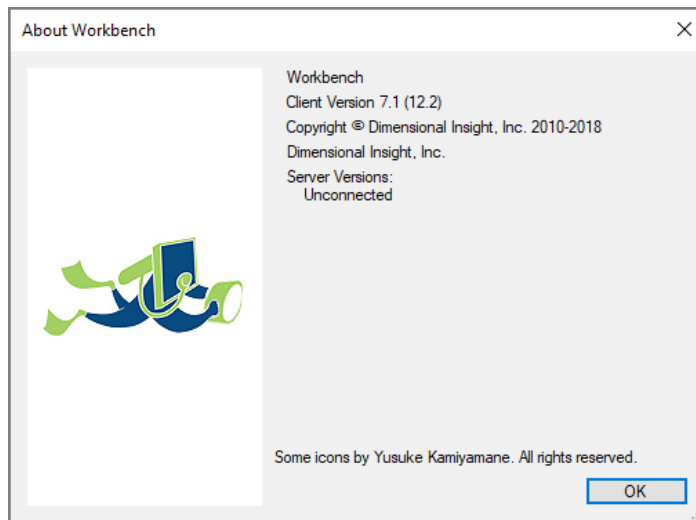 About Workbench
Workbench
Client Version 7.1 (12.2)
Copyright © Dimensional Insight, Inc. 2010-2018
Dimensional Insight, Inc.
Server Versions:
Unconnected
Some icons by Yusuke Kamiyamane. All rights reserved.
OK